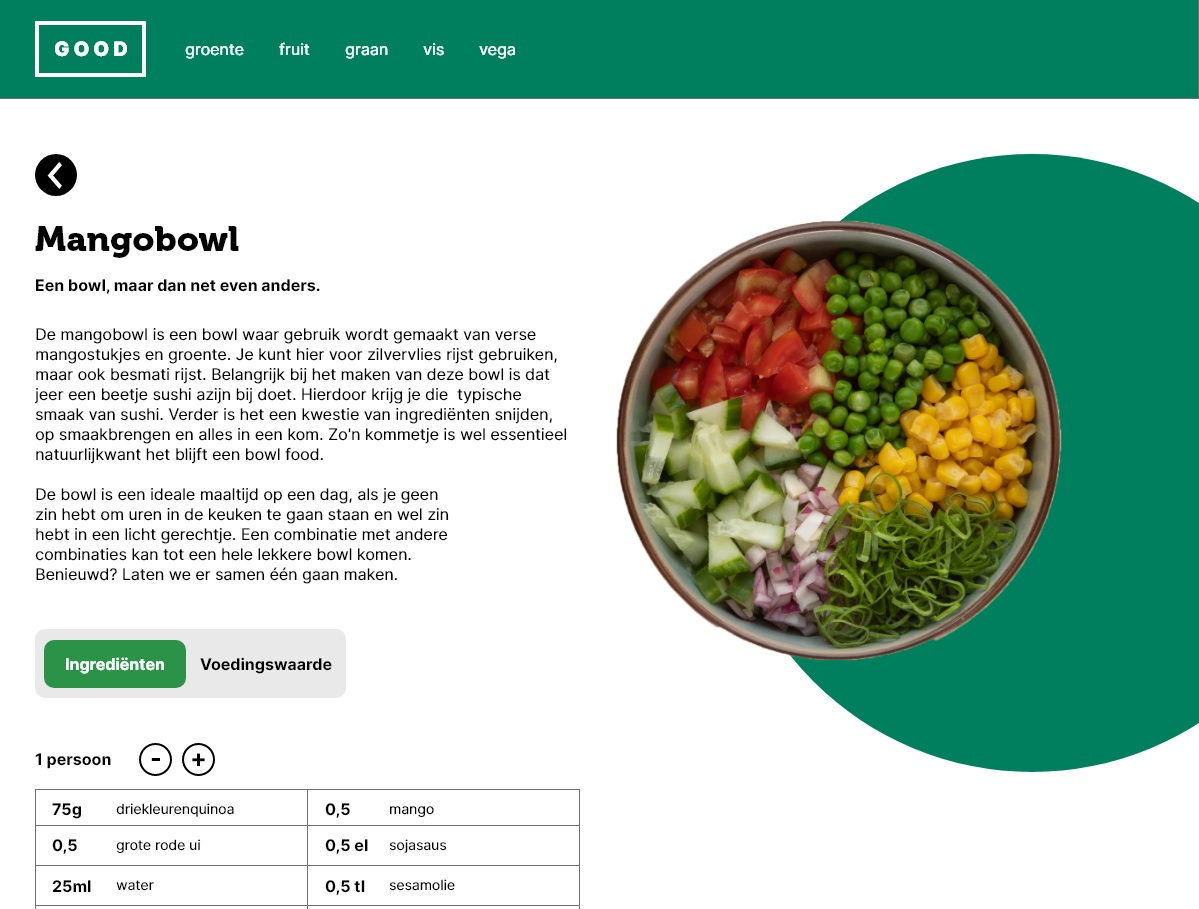 GOOD groente fruit graan vis vega
Mangobowl
Een bowl, maar dan net even anders.
De mangobowl is een bowl waar gebruik wordt gemaakt van verse
mangostukjes en groente. Je kunt hier voor zilvervlies rijst gebruiken,
maar ook besmati rijst. Belangrijk bij het maken van deze bowl is dat
jeer een beetje sushi azijn bij doet. Hierdoor krijg je die  typische
smaak van sushi. Verder is het een kwestie van ingrediënten snijden,
op smaakbrengen en alles in een kom. Zo'n kommetje is wel essentieel
natuurlijkwant het blijft een bowl food.
De bowl is een ideale maaltijd op een dag, als je geen
zin hebt om uren in de keuken te gaan staan en wel zin
hebt in een licht gerechtje. Een combinatie met andere
combinaties kan tot een hele lekkere bowl komen.
Benieuwd? Laten we er samen één gaan maken.
Ingrediënten Voedingswaarde
1 persoon - +
75g driekleurenquinoa 0,5 mango
0,5 grote rode ui 0,5 el sojasaus
25ml water 0,5 tl sesamolie